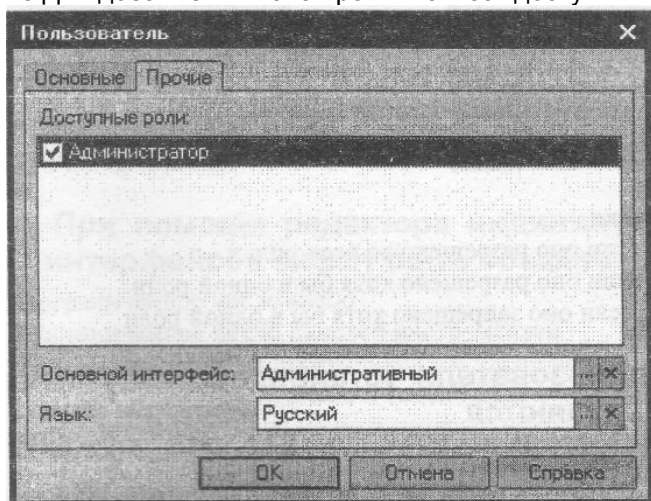 Пользователь
Основные Прочие
Доступные роли:
Администратор
Основной интерфейс: Административный ...
Язык: Русский ...
OK Отмена Справка